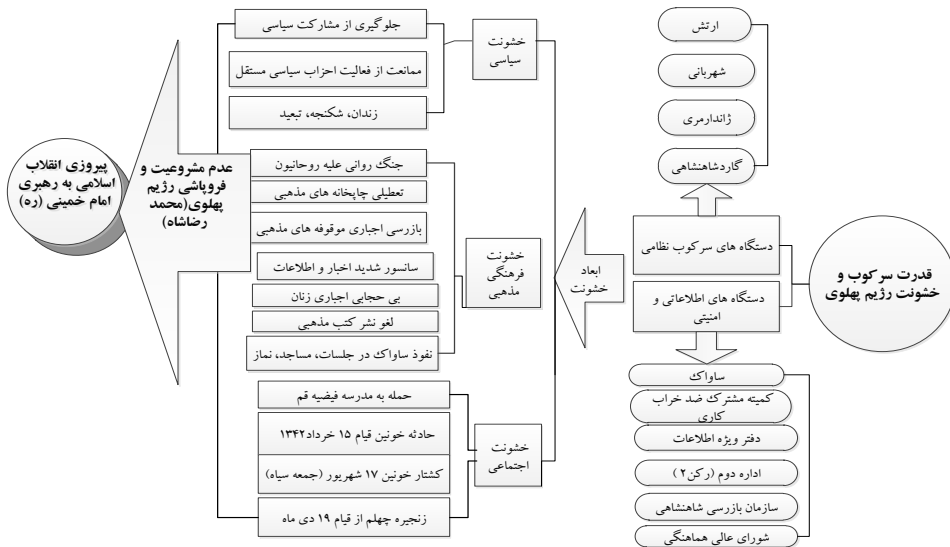 قدرت سرکوب و
خشونت رژیم پهلوی
ارتش
شهربانی
ژاندارمری
گاردشاهنشاهی
دستگاه های سرکوب نظامی
دستگاه های اطلاعاتی و
امنیتی
ساواک
کمیته مشترک ضد خراب
کاری
دفتر ویژه اطلاعات
اداره دوم (رکن۲)
سازمان بازرسی شاهنشاهی
شورای عالی هماهنگی
ابعاد
خشونت
خشونت
سیاسی
جلوگیری از مشارکت سیاسی
ممانعت از فعالیت احزاب سیاسی مستقل
زندان، شکنجه، تبعید
خشونت
فرهنگی
مذهبی
جنگ روانی علیه روحانیون
تعطیلی چاپخانه های مذهبی
بازرسی اجباری موقوفه های مذهبی
سانسور شدید اخبار و اطلاعات
بی حجابی اجباری زنان
لغو نشر کتب مذهبی
نفوذ ساواک در جلسات، مساجد، نماز
خشونت
اجتماعی
حمله به مدرسه فیضیه قم
حادثه خونین قیام ۱۵ خرداد۱۳۴۲
کشتار خونین ۱۷ شهریور (جمعه سیاه)
زنجیره چهلم از قیام ۱۹ دی ماه
عدم مشروعیت و
فروپاشی رژیم
پهلوی(محمد
رضاشاه)
پیروزی انقلاب
اسلامی به رهبری
امام خمینی (ره)